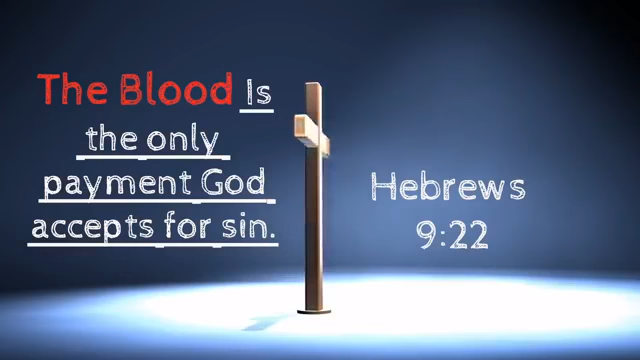 The Blood Is
the only
payment God
accepts for sin.
Hebrews
9:22